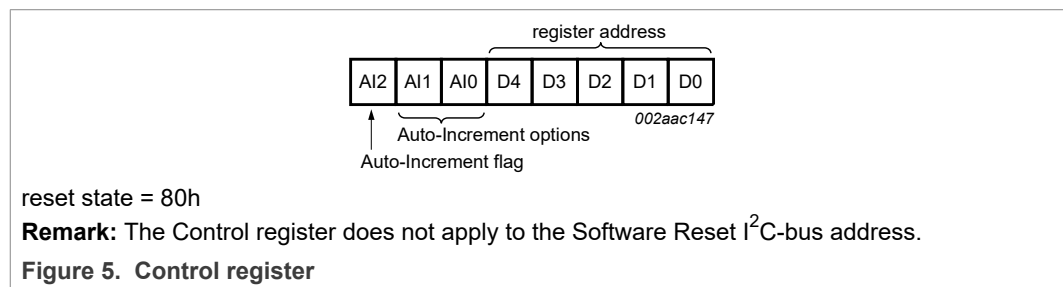 register address
AI2 AI1 AI0 D4 D3 D2 D1 D0
002aac147
Auto-Increment options
Auto-Increment flag
reset state = 80h
Remark: The Control register does not apply to the Software Reset I²C-bus address.
Figure 5. Control register